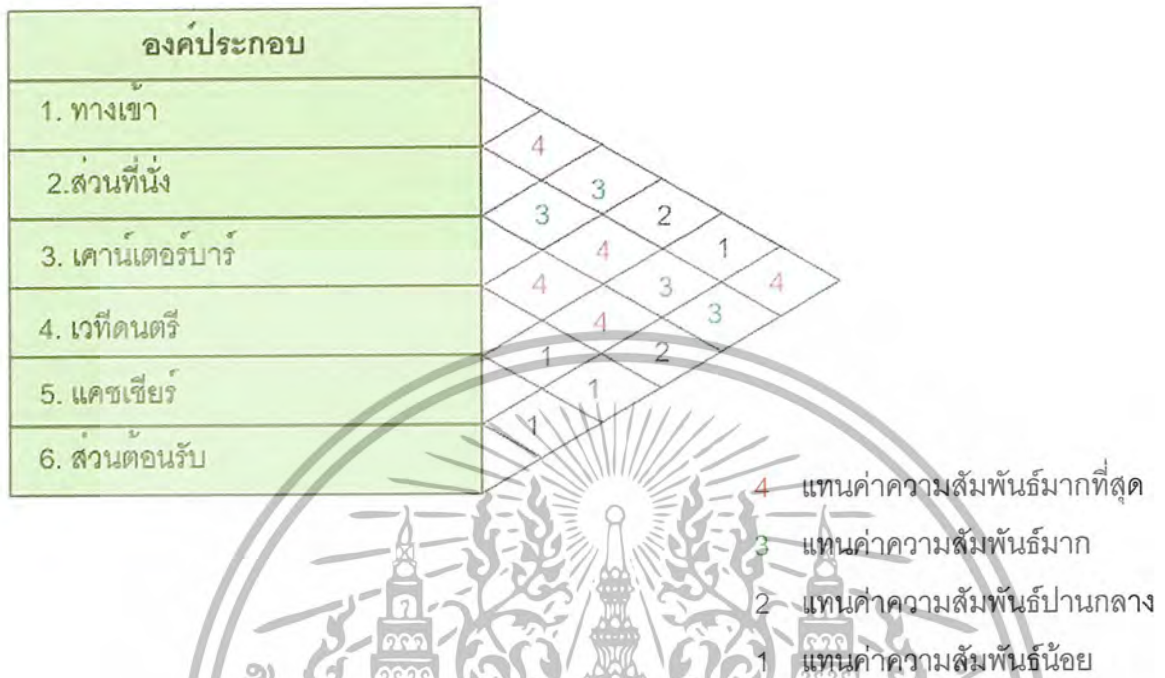 องค์ประกอบ
1. ทางเข้า
2.ส่วนที่นั่ง
3. เคาน์เตอร์บาร์
4. เวทีดนตรี
5. แคชเชียร์
6. ส่วนต้อนรับ
4
3
3
2
4
1
4
3
4
4
3
1
2
1
1
4 แทนค่าความสัมพันธ์มากที่สุด
3 แทนค่าความสัมพันธ์มาก
2 แทนค่าความสัมพันธ์ปานกลาง
1 แทนค่าความสัมพันธ์น้อย